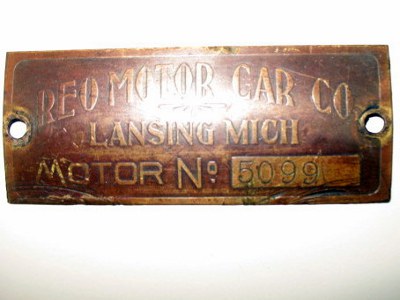 REO MOTOR CAR CO.
LANSING MICH
MOTOR No. 5099